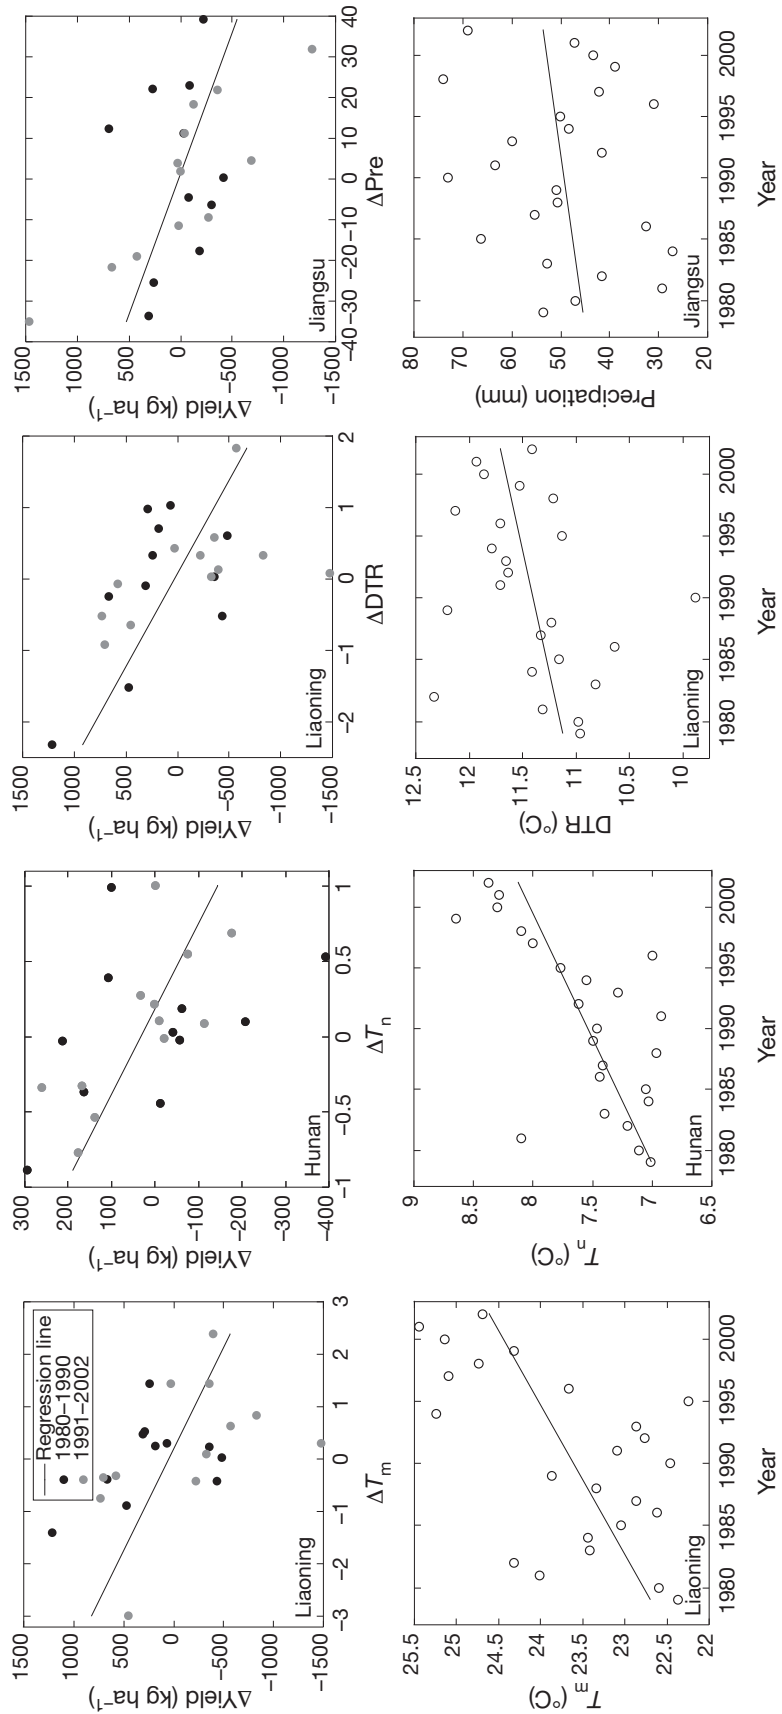 ΔYield (kg ha⁻¹)
1500
1000
500
0
−500
−1000
−1500
Regression line
1980−1990
1991−2002
Liaoning
−3 −2 −1 0 1 2 3
ΔTm
ΔYield (kg ha⁻¹)
300
200
100
0
−100
−200
−300
−400
Hunan
−1 −0.5 0 0.5 1
ΔTn
ΔYield (kg ha⁻¹)
1500
1000
500
0
−500
−1000
−1500
Liaoning
−2 −1 0 1 2
ΔDTR
ΔYield (kg ha⁻¹)
1500
1000
500
0
−500
−1000
−1500
Jiangsu
−40 −30 −20 −10 0 10 20 30 40
ΔPre
Tm (°C)
25.5
25
24.5
24
23.5
23
22.5
22
Liaoning
1980 1985 1990 1995 2000
Year
Tn (°C)
9
8.5
8
7.5
7
6.5
Hunan
1980 1985 1990 1995 2000
Year
DTR (°C)
12.5
12
11.5
11
10.5
10
Liaoning
1980 1985 1990 1995 2000
Year
Precipation (mm)
80
70
60
50
40
30
20
Jiangsu
1980 1985 1990 1995 2000
Year